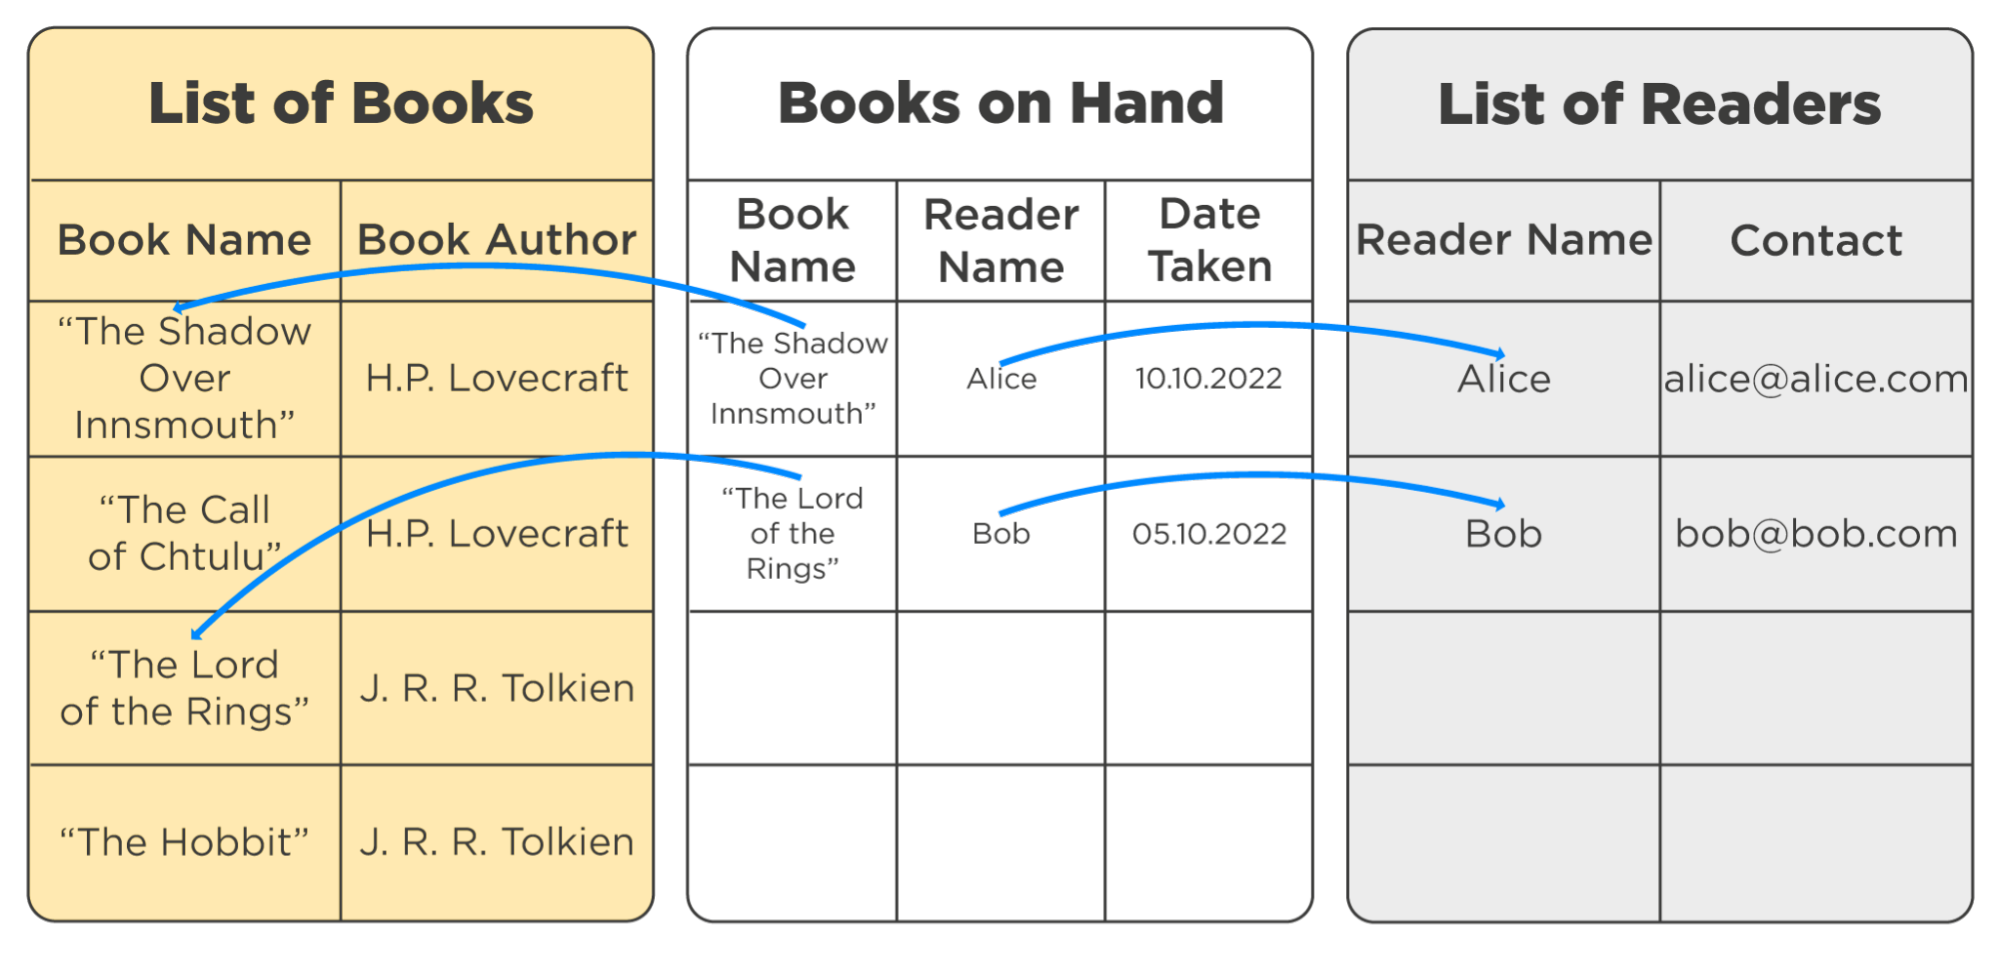 List of Books
Book Name
Book Author
“The Shadow
Over
Innsmouth”
H.P. Lovecraft
“The Call
of Chtulu”
H.P. Lovecraft
“The Lord
of the Rings”
J. R. R. Tolkien
“The Hobbit”
J. R. R. Tolkien
Books on Hand
Book
Name
Reader
Name
Date
Taken
“The Shadow
Over
Innsmouth”
Alice
10.10.2022
“The Lord
of the
Rings”
Bob
05.10.2022
List of Readers
Reader Name
Contact
Alice
alice@alice.com
Bob
bob@bob.com